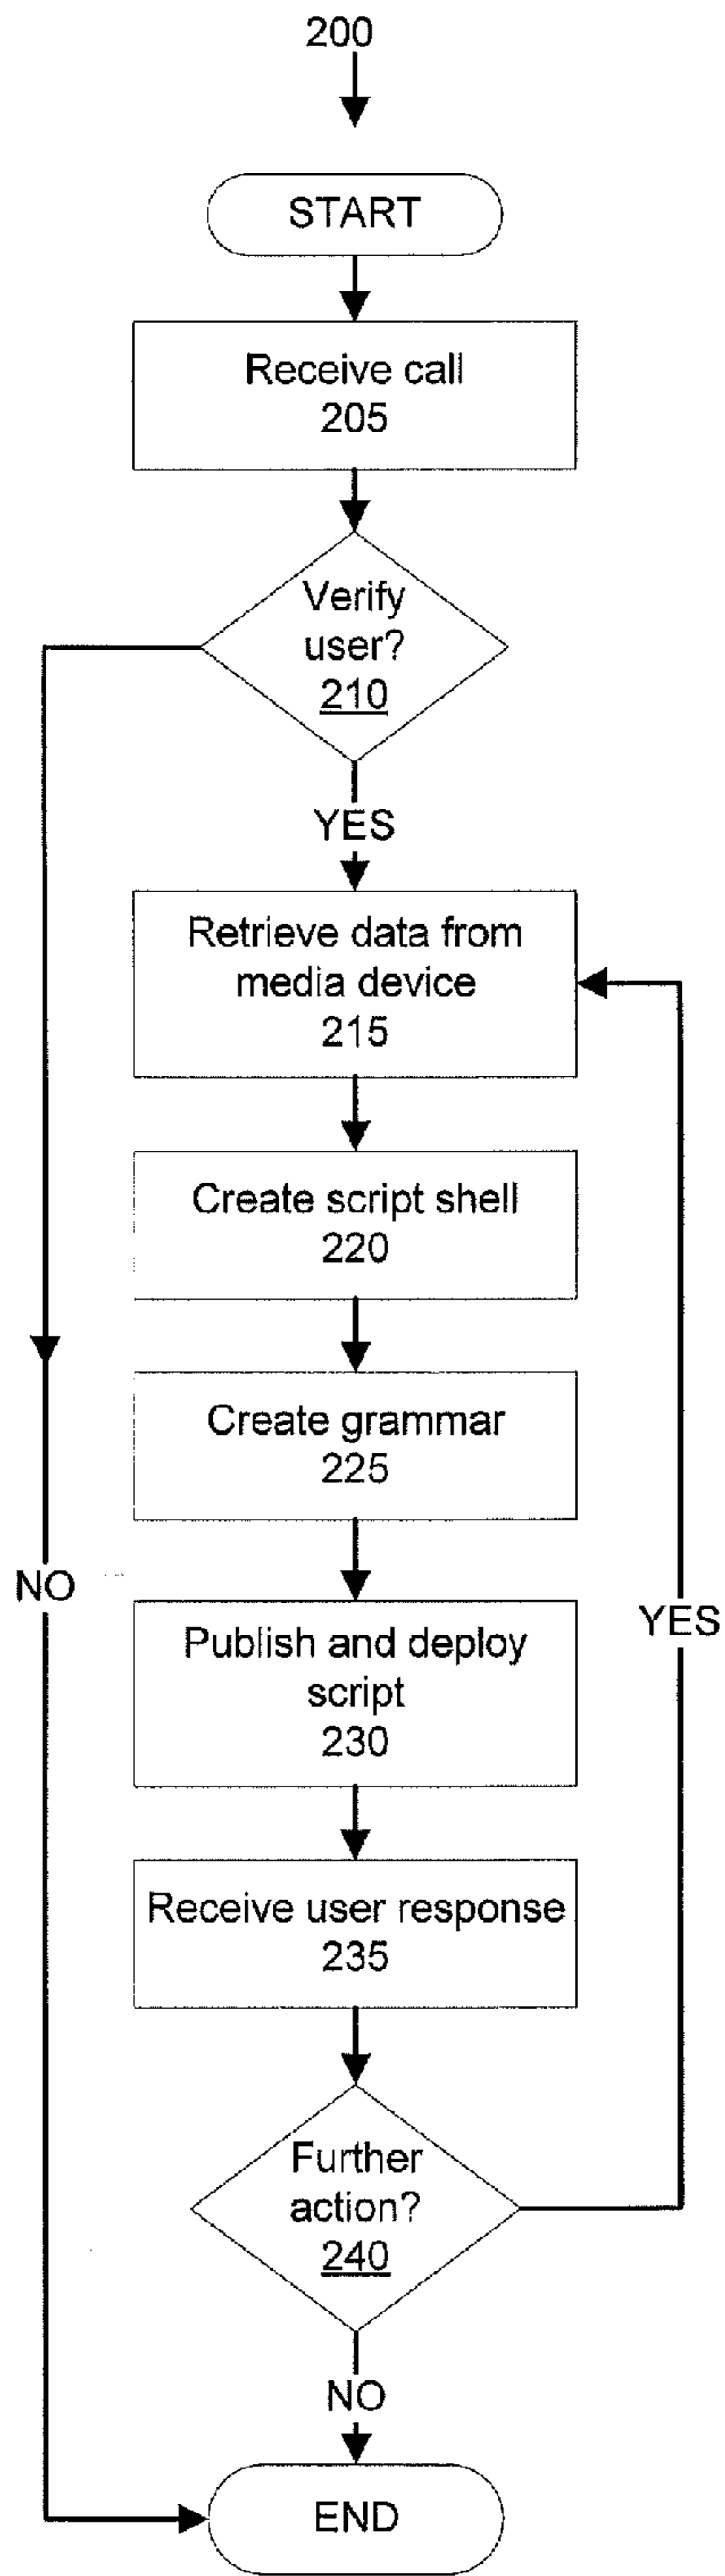 200
START
Receive call
205
Verify
user?
210
YES
Retrieve data from
media device
215
Create script shell
220
Create grammar
225
NO
YES
Publish and deploy
script
230
Receive user response
235
Further
action?
240
NO
END